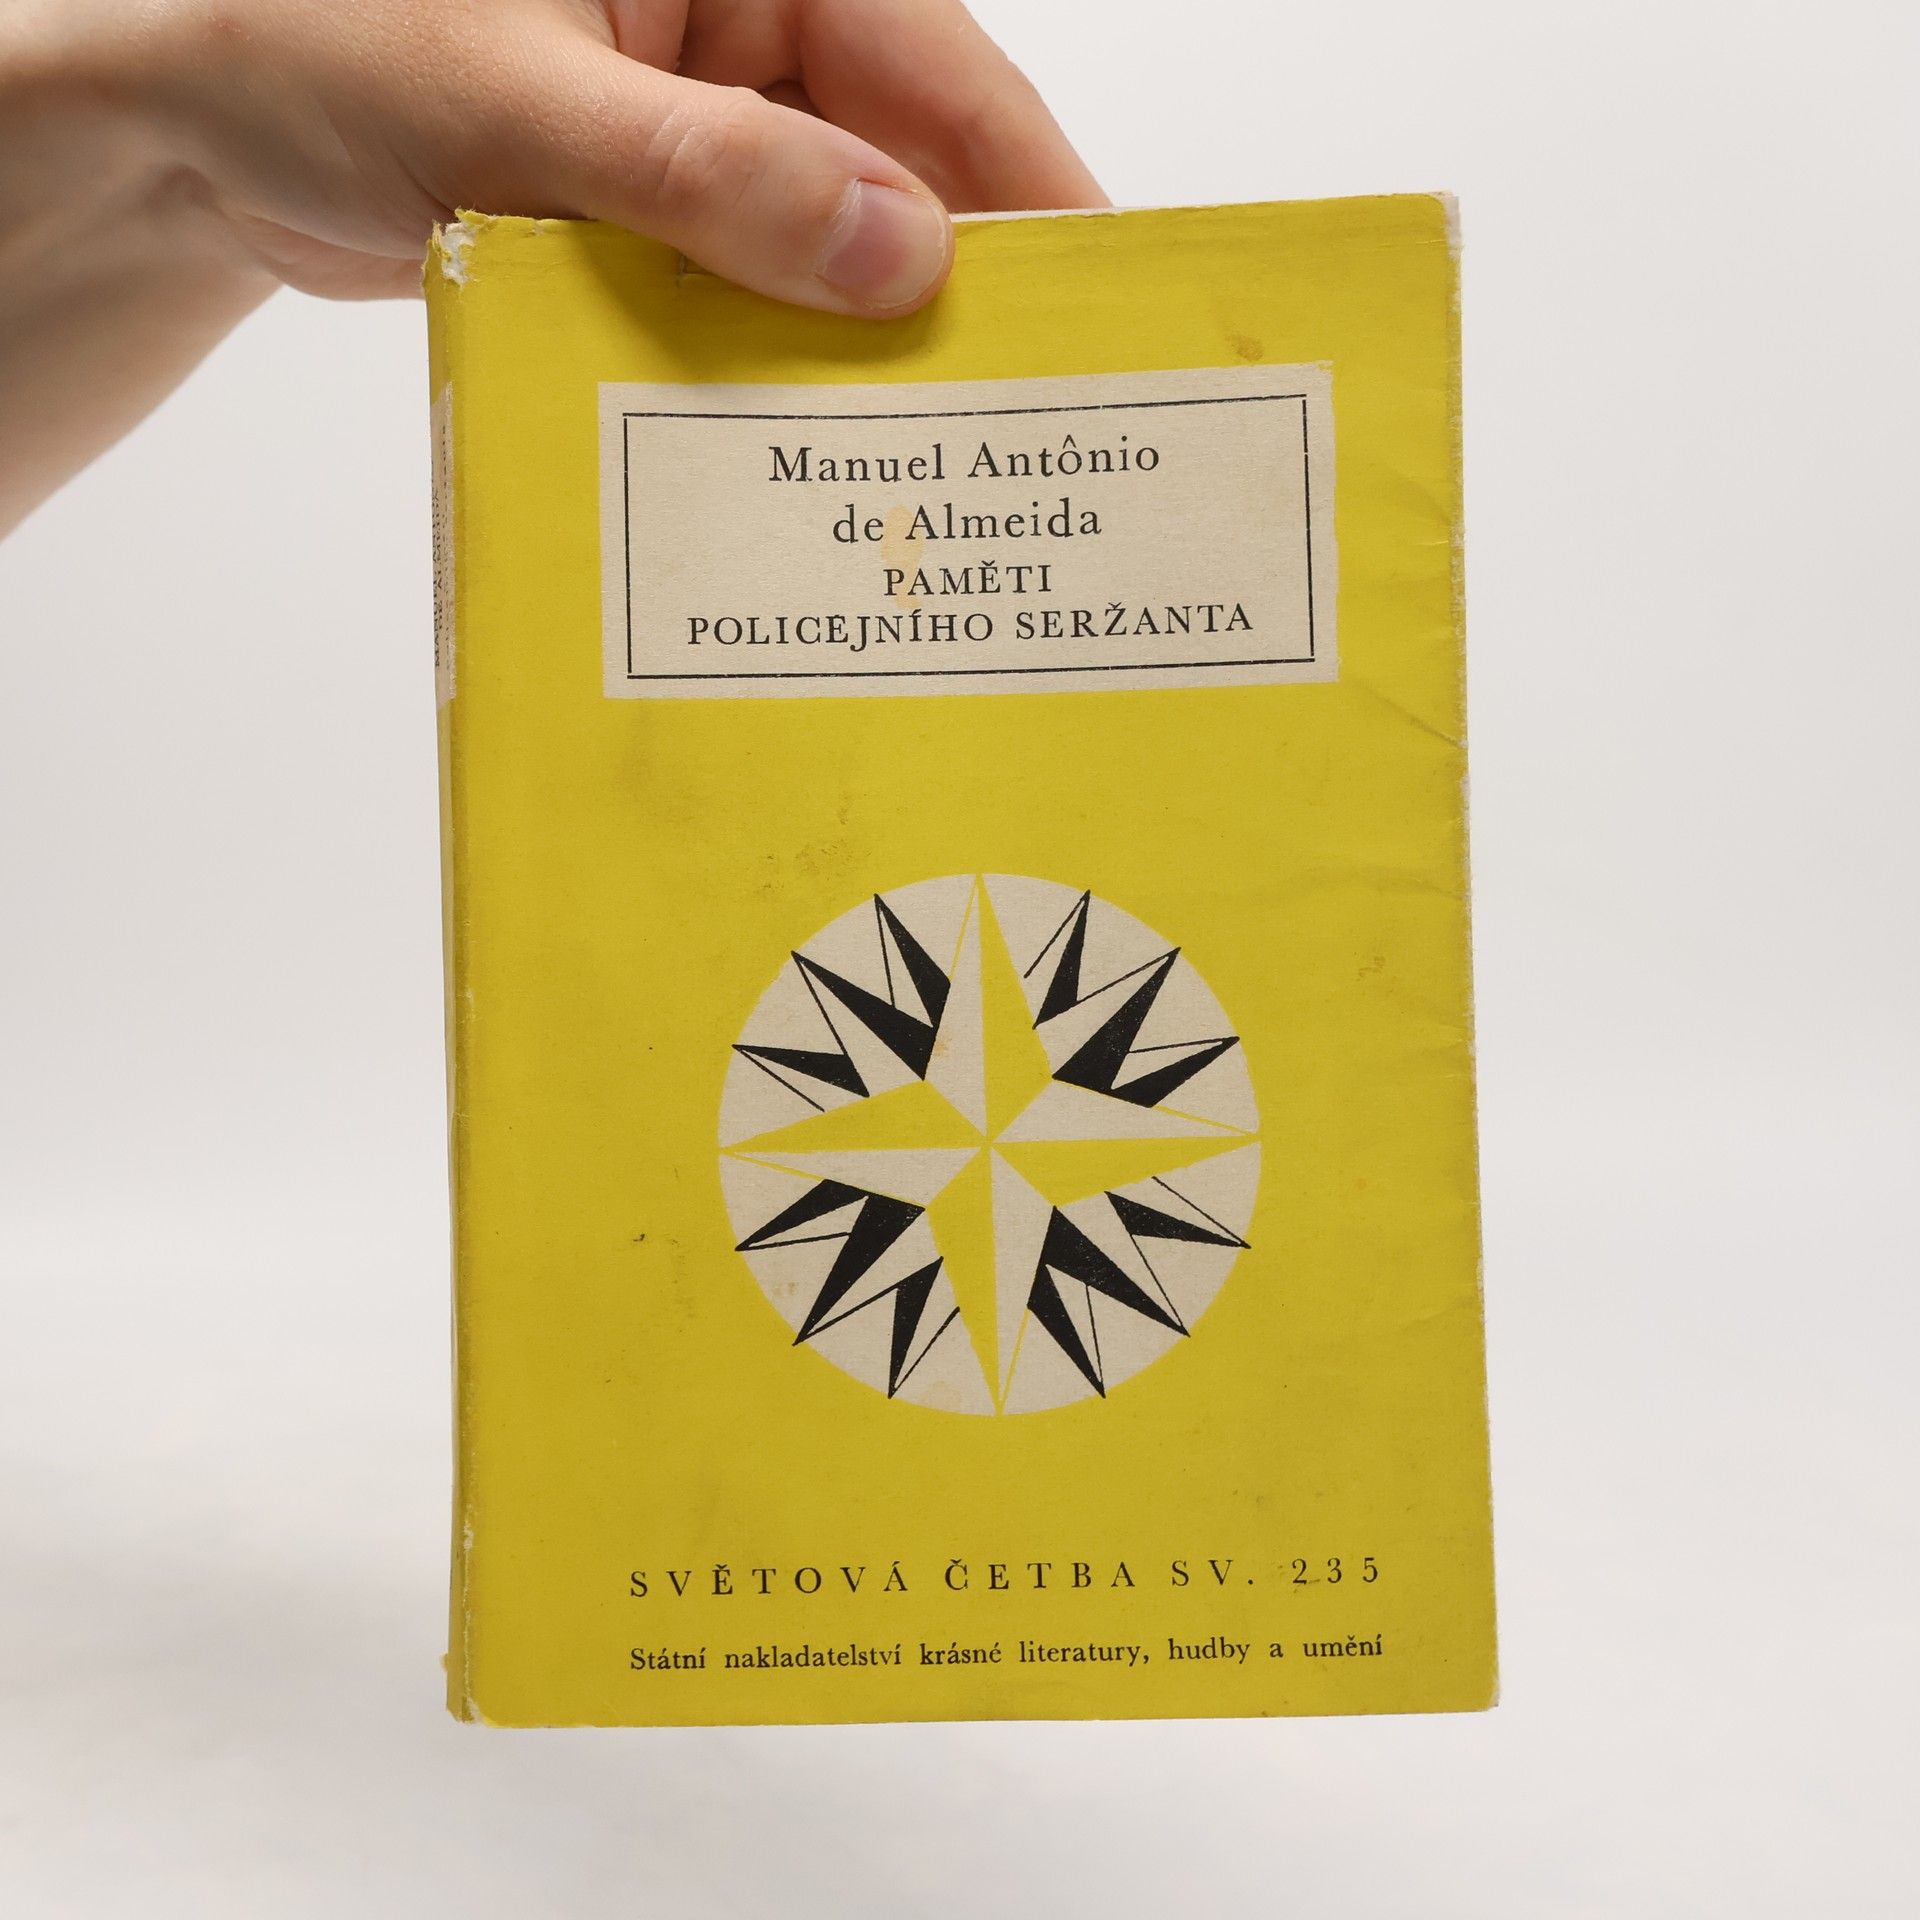 Manuel Antônio
de Almeida
PAMĚTI
POLICEJNÍHO SERŽANTA
SVĚTOVÁ ČETBA SV. 235
Státní nakladatelství krásné literatury, hudby a umění